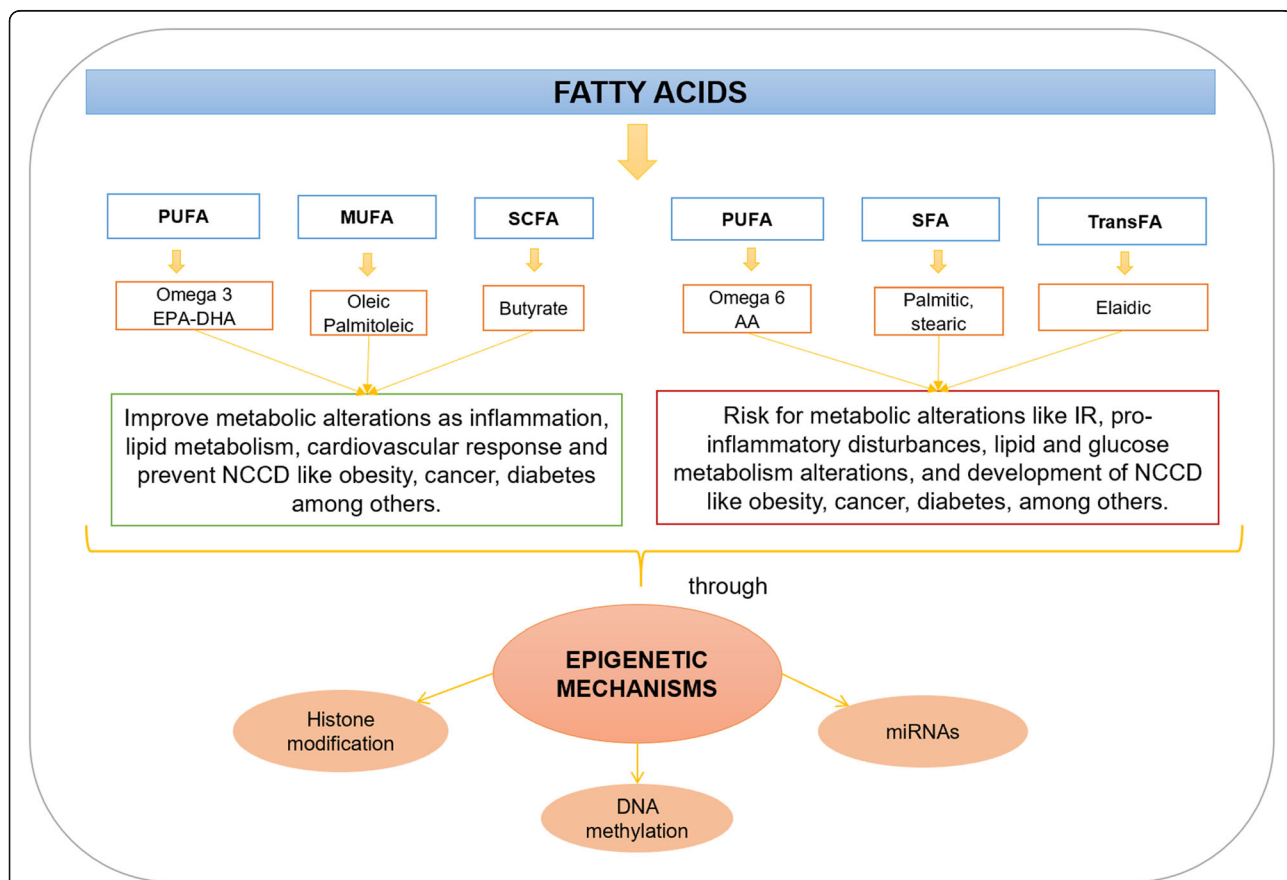 FATTY ACIDS
PUFA
MUFA
SCFA
PUFA
SFA
TransFA
Omega 3
EPA-DHA
Oleic
Palmitoleic
Butyrate
Omega 6
AA
Palmitic,
stearic
Elaidic
Improve metabolic alterations as inflammation,
lipid metabolism, cardiovascular response and
prevent NCCD like obesity, cancer, diabetes
among others.
Risk for metabolic alterations like IR, pro-
inflammatory disturbances, lipid and glucose
metabolism alterations, and development of NCCD
like obesity, cancer, diabetes, among others.
through
EPIGENETIC
MECHANISMS
Histone
modification
miRNAs
DNA
methylation